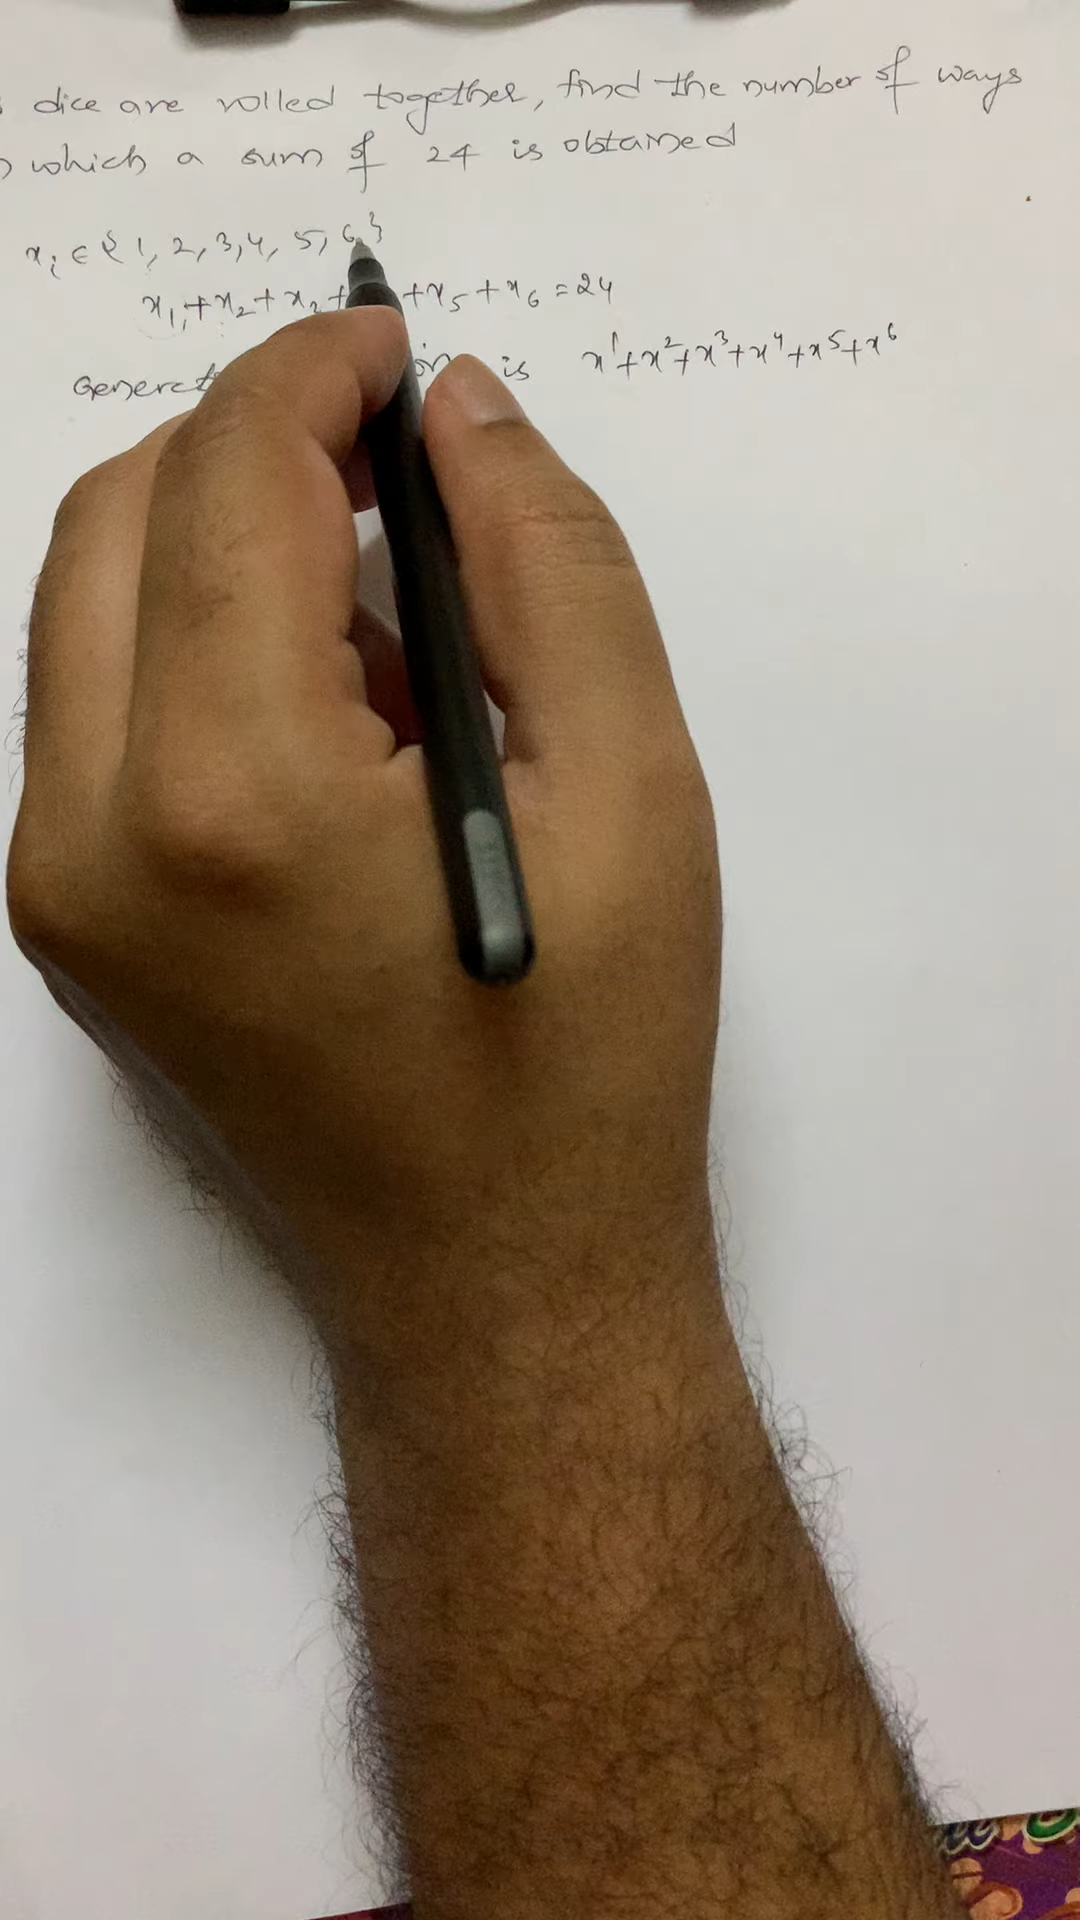 dice are rolled together, find the number of ways
which a sum of 24 is obtained
xᵢ ∈ { 1, 2, 3, 4, 5, 6 }
x₁ + x₂ + x₃ + + x₅ + x₆ = 24
is x¹ + x² + x³ + x⁴ + x⁵ + x⁶